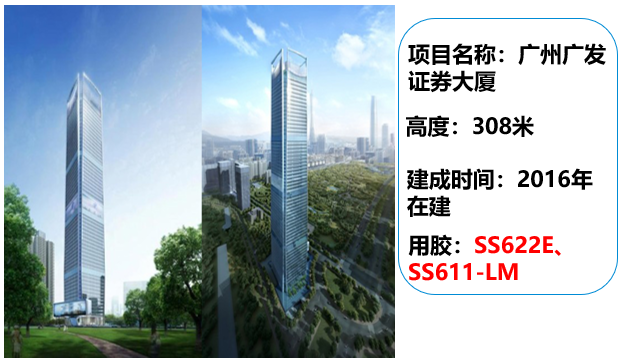 项目名称：广州广发
证券大厦
高度：308米
建成时间：2016年
在建
用胶：SS622E、
SS611-LM